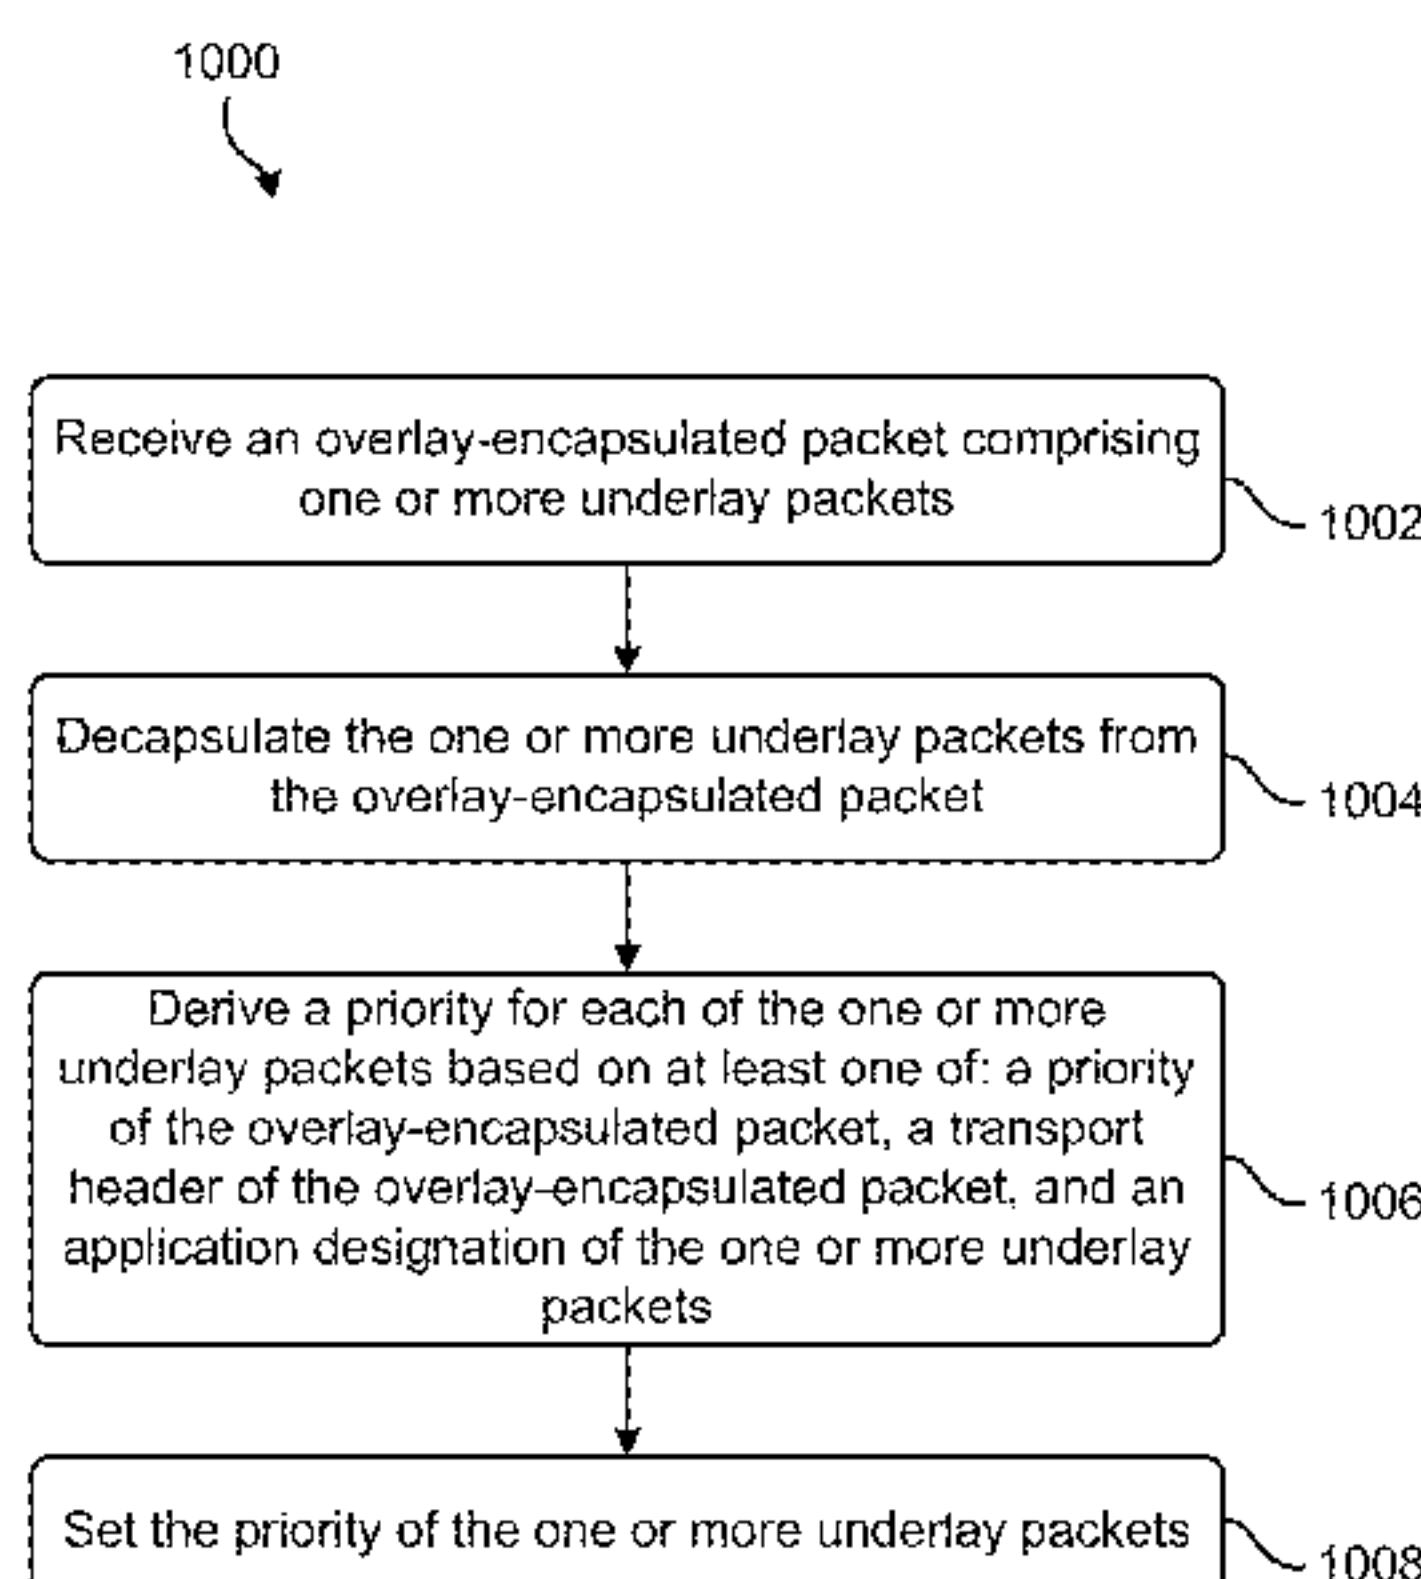 1000
Receive an overlay-encapsulated packet comprising
one or more underlay packets
1002
Decapsulate the one or more underlay packets from
the overlay-encapsulated packet
1004
Derive a priority for each of the one or more
underlay packets based on at least one of: a priority
of the overlay-encapsulated packet, a transport
header of the overlay-encapsulated packet, and an
application designation of the one or more underlay
packets
1006
Set the priority of the one or more underlay packets
1008